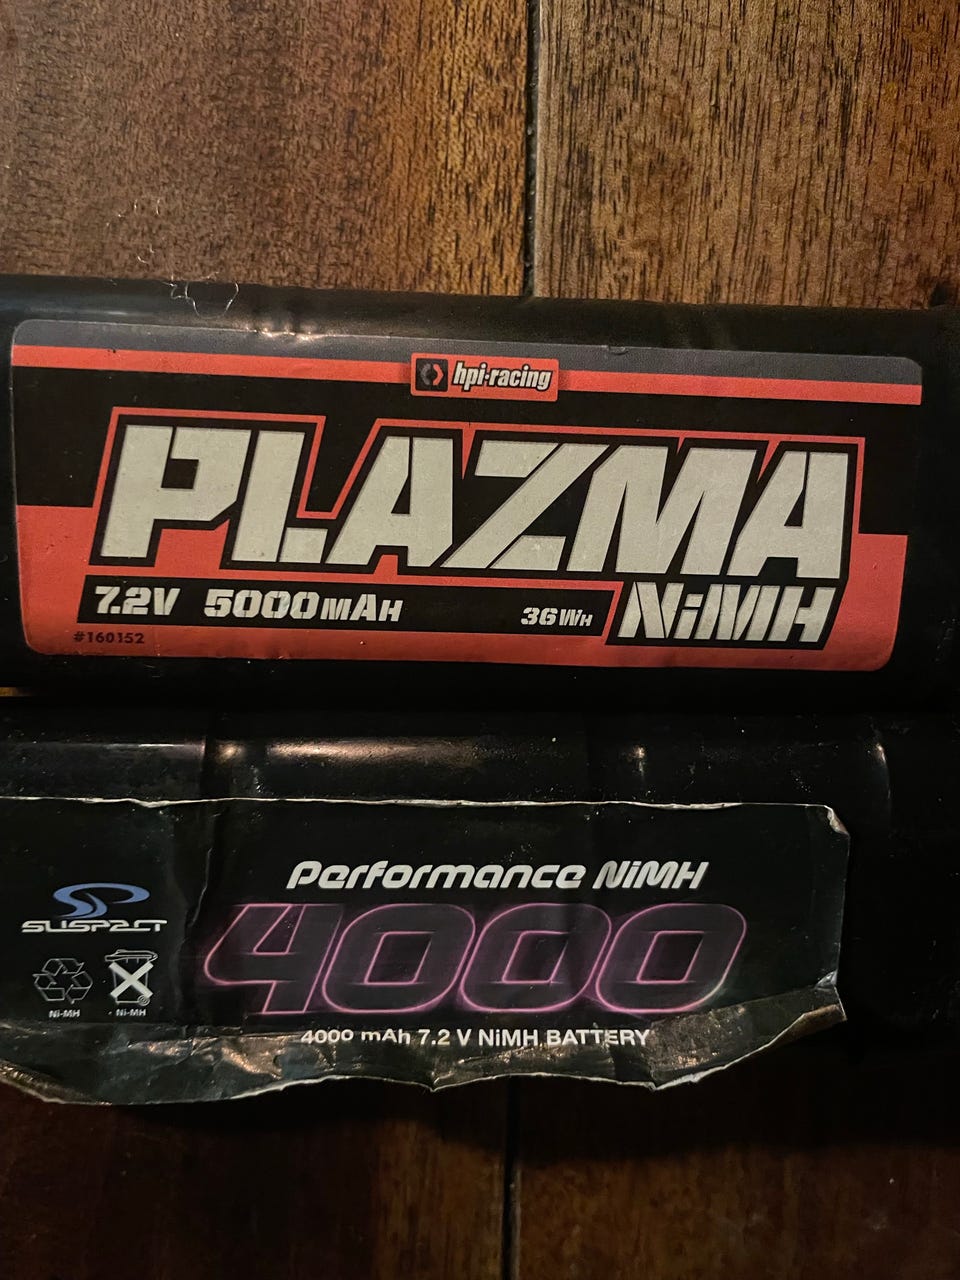 hpi-racing
PLAZMA
7.2V 5000mAH 36WH NiMH
#160152
Performance NiMH
SUSPECT
4000
Ni-MH Ni-MH
4000 mAh 7.2 V NiMH BATTERY